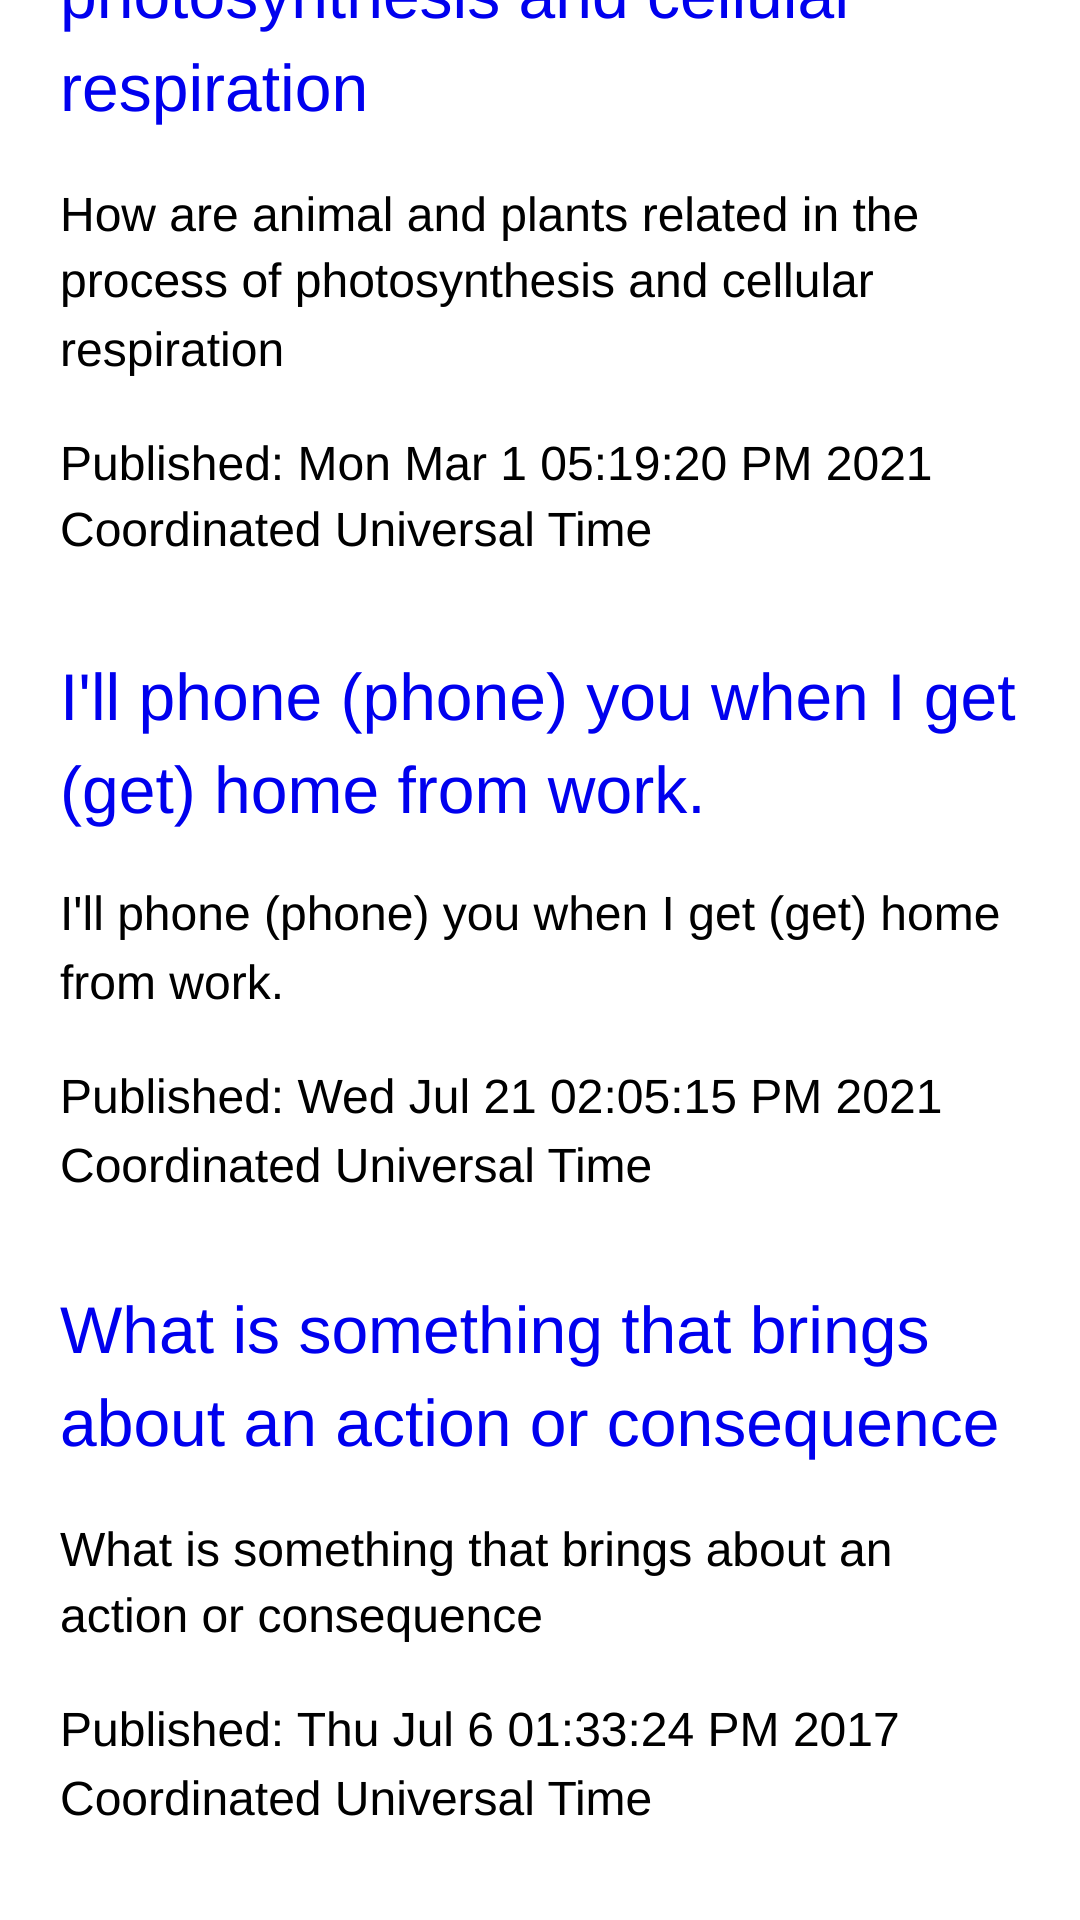 photosynthesis and cellular
respiration
How are animal and plants related in the
process of photosynthesis and cellular
respiration
Published: Mon Mar 1 05:19:20 PM 2021
Coordinated Universal Time
I'll phone (phone) you when I get
(get) home from work.
I'll phone (phone) you when I get (get) home
from work.
Published: Wed Jul 21 02:05:15 PM 2021
Coordinated Universal Time
What is something that brings
about an action or consequence
What is something that brings about an
action or consequence
Published: Thu Jul 6 01:33:24 PM 2017
Coordinated Universal Time